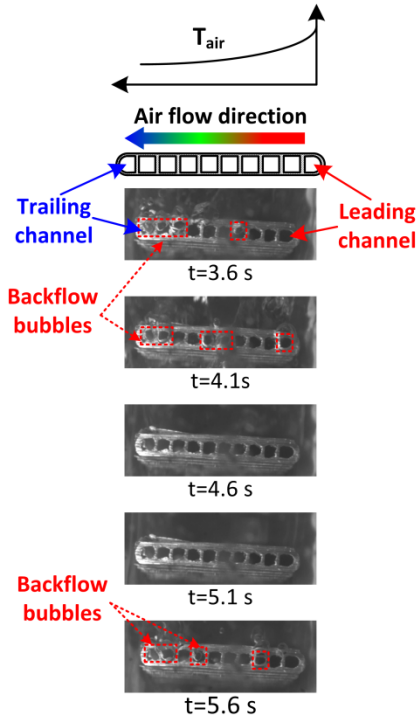 T_air
Air flow direction
Trailing
channel
Leading
channel
t=3.6 s
Backflow
bubbles
t=4.1s
t=4.6 s
t=5.1 s
Backflow
bubbles
t=5.6 s